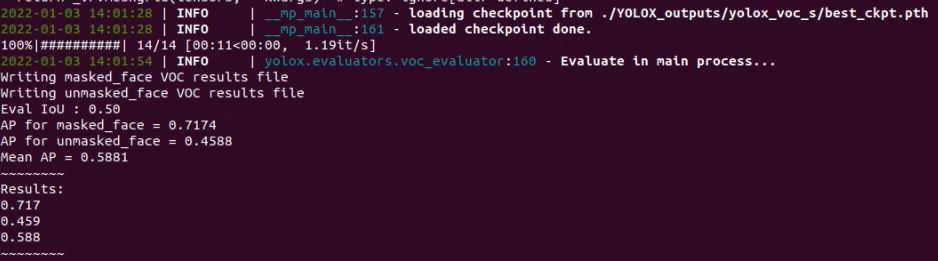 2022-01-03 14:01:28 | INFO     | __mp_main__:157 - loading checkpoint from ./YOLOX_outputs/yolox_voc_s/best_ckpt.pth
2022-01-03 14:01:28 | INFO     | __mp_main__:161 - loaded checkpoint done.
100%|##########| 14/14 [00:11<00:00,  1.19it/s]
2022-01-03 14:01:54 | INFO     | yolox.evaluators.voc_evaluator:160 - Evaluate in main process...
Writing masked_face VOC results file
Writing unmasked_face VOC results file
Eval IoU : 0.50
AP for masked_face = 0.7174
AP for unmasked_face = 0.4588
Mean AP = 0.5881
~~~~~~~~
Results:
0.717
0.459
0.588
~~~~~~~~